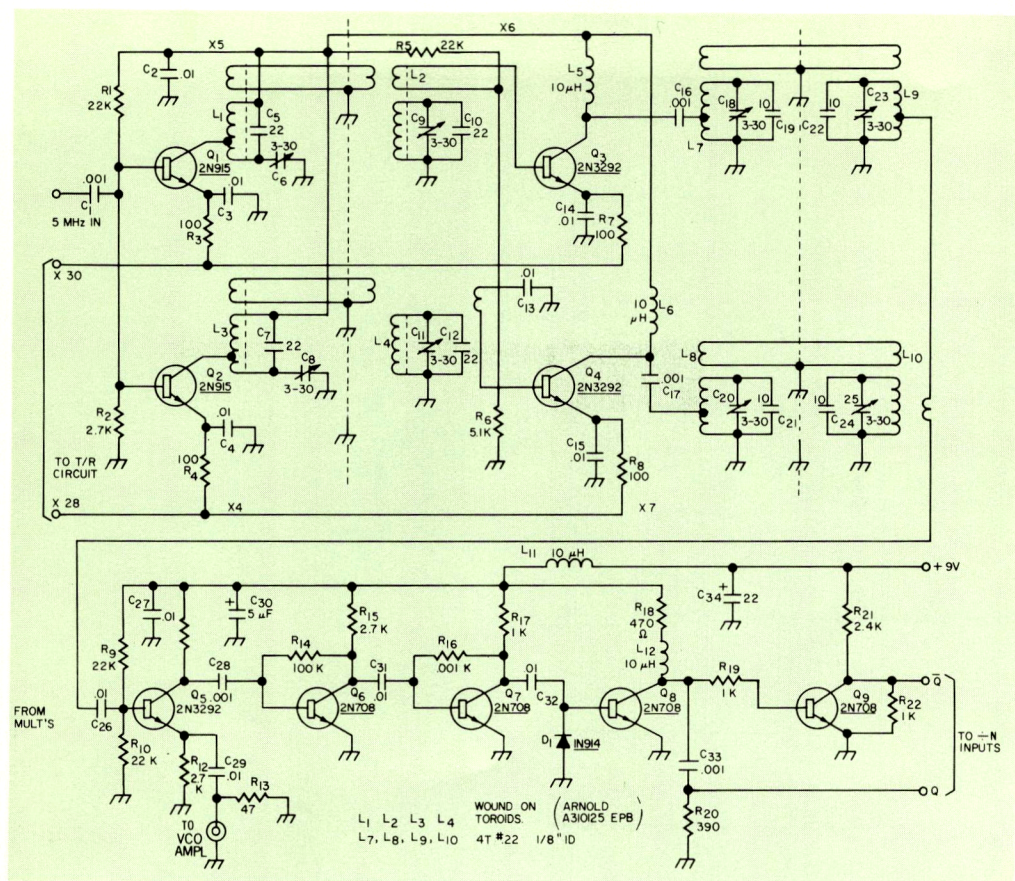 X5
X6
R5 22K
C2 .01
R1 22K
L1
C5 22
3-30
C6
L2
C9 3-30
C10 22
L5 10 µH
C16 .001
C18 3-30
10 C19
L7
10 C22
C23 3-30
L9
Q1 2N915
.001 C1
5 MHz IN
.01 C3
100 R3
Q3 2N3292
C14 .01
R7 100
X 30
L3
C7 22
C8 3-30
L4
C11 3-30
C12 22
.01 C13
10 µH L6
Q2 2N915
R2 2.7K
.01 C4
100 R4
TO T/R CIRCUIT
Q4 2N3292
.001 C17
R6 5.1K
C15 .01
R8 100
L8
L10
C20 3-30
10 C21
10 C24
25 3-30
X 28
X4
X7
L11 10 µH
+ 9V
C27 .01
C30 + 5 µF
R15 2.7 K
R17 1 K
R18 470 Ω
L12 10 µH
C34 + 22
R21 2.4K
R9 22K
C28 .001
R14 100 K
C31 .01
R16 .001 K
.01 C32
R19 1 K
FROM MULT'S
.01 C26
Q5 2N3292
Q6 2N708
Q7 2N708
Q8 2N708
Q9 2N708
R22 1 K
Q̅
TO ÷N INPUTS
Q
R10 22 K
R12 2.7 K
C29 .01
R13 47
D1 1N914
C33 .001
R20 390
TO VCO AMPL
L1 L2 L3 L4 WOUND ON TOROIDS. (ARNOLD A310125 EPB)
L7, L8, L9, L10 4T #22 1/8" ID